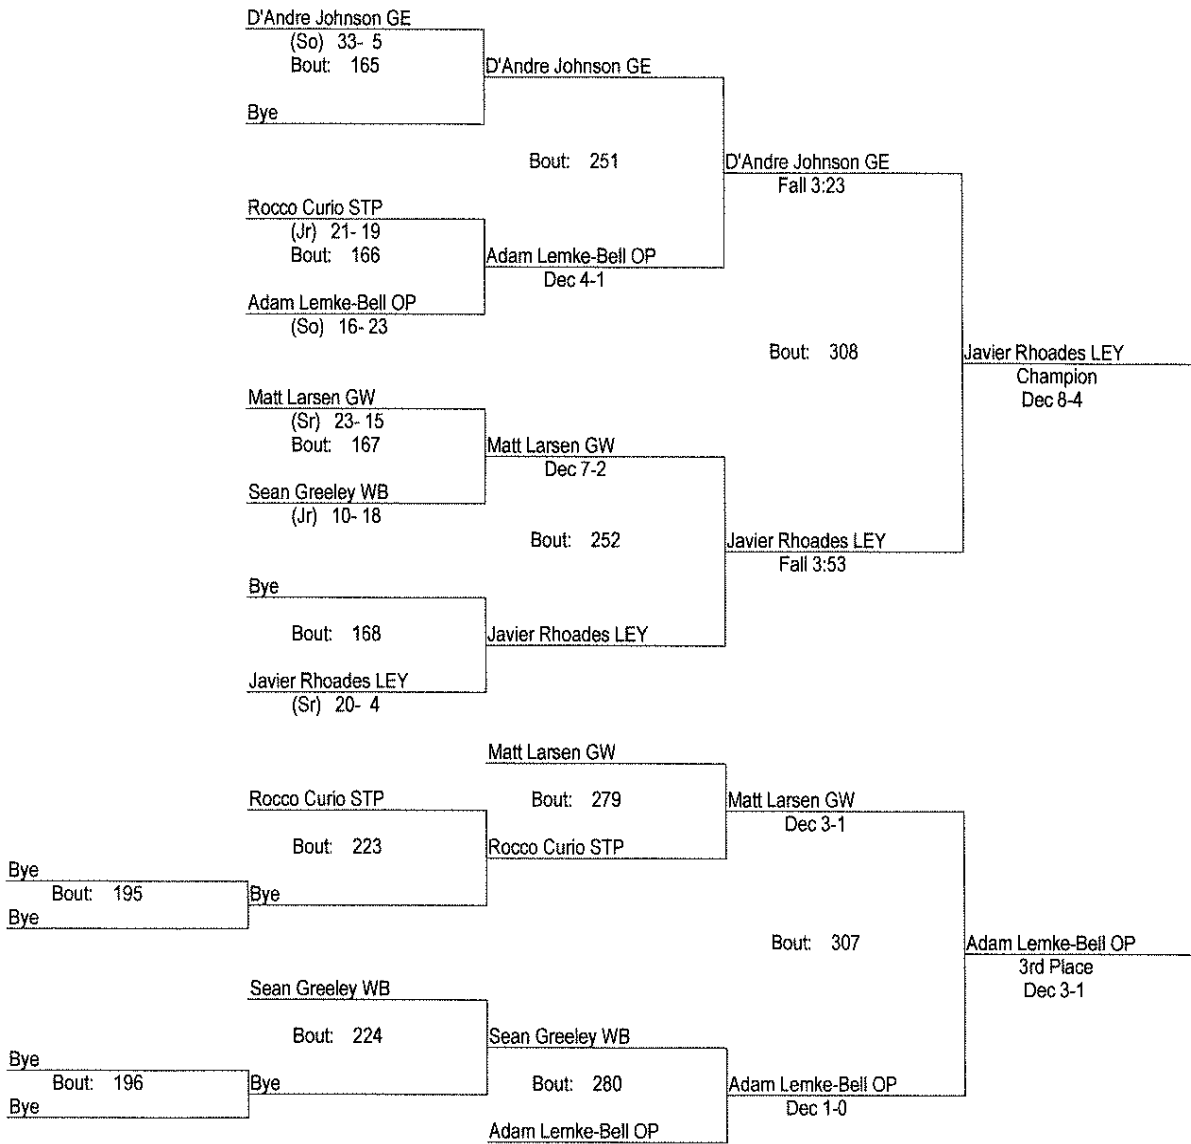 D'Andre Johnson GE
(So) 33- 5
Bout: 165
D'Andre Johnson GE
Bye
Bout: 251
D'Andre Johnson GE
Fall 3:23
Rocco Curio STP
(Jr) 21- 19
Bout: 166
Adam Lemke-Bell OP
Dec 4-1
Adam Lemke-Bell OP
(So) 16- 23
Bout: 308
Javier Rhoades LEY
Champion
Dec 8-4
Matt Larsen GW
(Sr) 23- 15
Bout: 167
Matt Larsen GW
Dec 7-2
Sean Greeley WB
(Jr) 10- 18
Bout: 252
Javier Rhoades LEY
Fall 3:53
Bye
Bout: 168
Javier Rhoades LEY
Javier Rhoades LEY
(Sr) 20- 4
Matt Larsen GW
Rocco Curio STP
Bout: 279
Matt Larsen GW
Dec 3-1
Bout: 223
Rocco Curio STP
Bye
Bout: 195
Bye
Bye
Bout: 307
Adam Lemke-Bell OP
3rd Place
Dec 3-1
Sean Greeley WB
Bout: 224
Sean Greeley WB
Bye
Bout: 196
Bye
Bye
Bout: 280
Adam Lemke-Bell OP
Dec 1-0
Adam Lemke-Bell OP